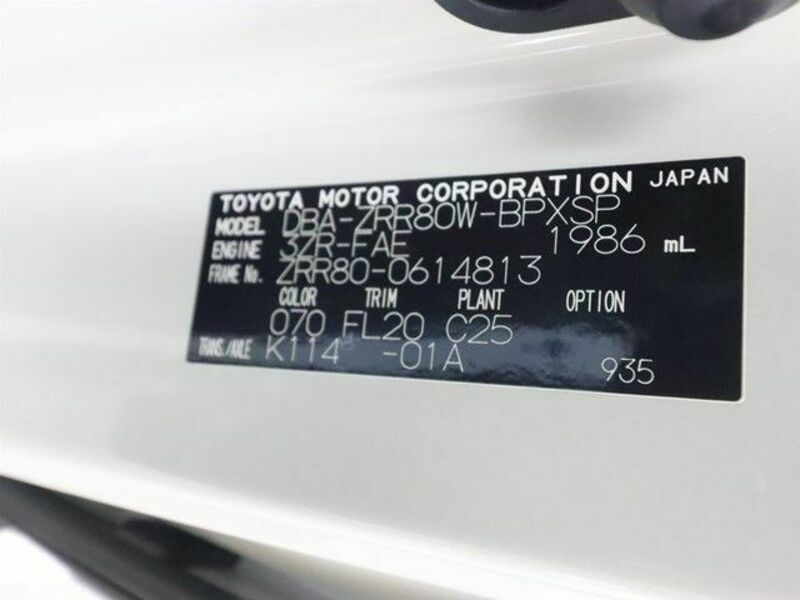 TOYOTA MOTOR CORPORATION JAPAN
MODEL DBA-ZRR80W-BPXSP
ENGINE 3ZR-FAE 1986 mL
FRAME No. ZRR80-0614813
COLOR TRIM PLANT OPTION
070 FL20 C25
TRANS./AXLE K114 -01A 935